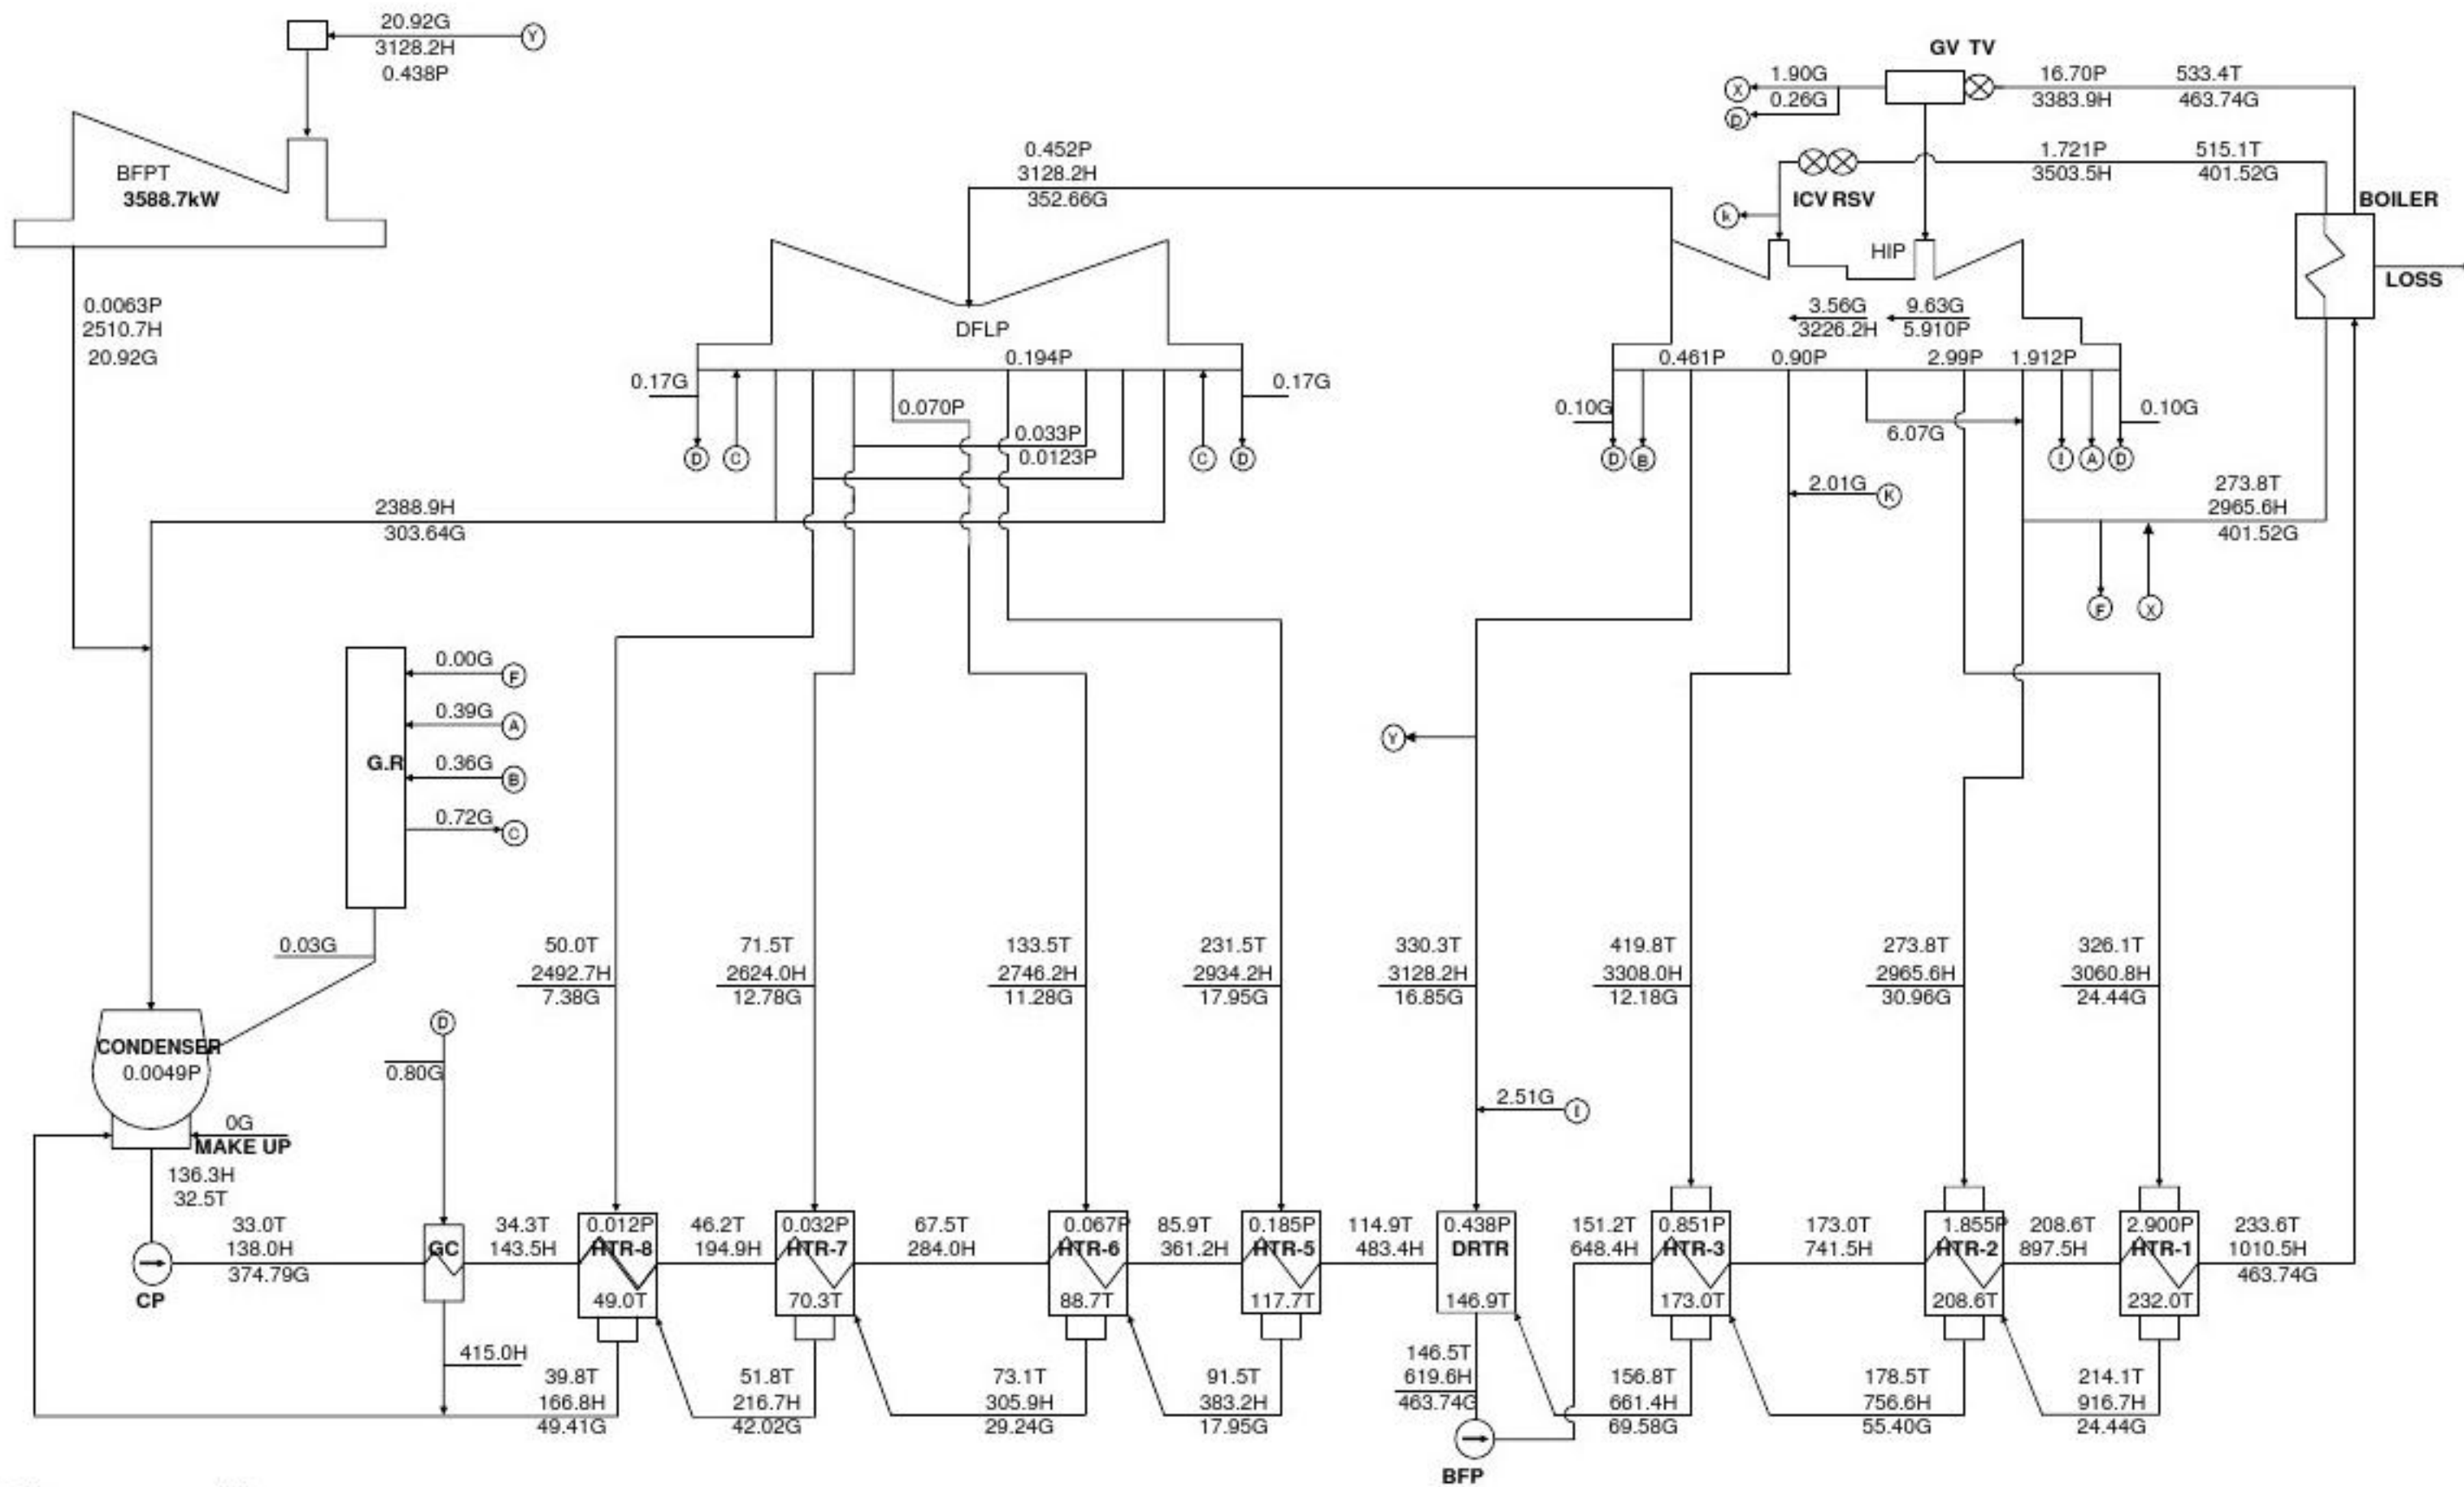 20.92G
3128.2H
0.438P
Y
BFPT
3588.7kW
0.0063P
2510.7H
20.92G
0.452P
3128.2H
352.66G
DFLP
0.194P
0.17G
0.17G
0.070P
0.033P
0.0123P
D
C
C
D
2388.9H
303.64G
GV TV
1.90G
X
0.26G
D
16.70P
533.4T
3383.9H
463.74G
1.721P
515.1T
3503.5H
401.52G
ICV RSV
k
BOILER
HIP
LOSS
3.56G
9.63G
3226.2H
5.910P
0.461P
0.90P
2.99P
1.912P
0.10G
0.10G
6.07G
D
B
I
A
D
2.01G
K
273.8T
2965.6H
401.52G
F
X
0.00G
F
0.39G
A
G.R
0.36G
B
0.72G
C
0.03G
Y
50.0T
2492.7H
7.38G
71.5T
2624.0H
12.78G
133.5T
2746.2H
11.28G
231.5T
2934.2H
17.95G
330.3T
3128.2H
16.85G
419.8T
3308.0H
12.18G
273.8T
2965.6H
30.96G
326.1T
3060.8H
24.44G
D
0.80G
2.51G
I
CONDENSER
0.0049P
0G
MAKE UP
136.3H
32.5T
33.0T
138.0H
374.79G
CP
GC
34.3T
143.5H
0.012P
HTR-8
49.0T
46.2T
194.9H
0.032P
HTR-7
70.3T
67.5T
284.0H
0.067P
HTR-6
88.7T
85.9T
361.2H
0.185P
HTR-5
117.7T
114.9T
483.4H
0.438P
DRTR
146.9T
151.2T
648.4H
0.851P
HTR-3
173.0T
173.0T
741.5H
1.855P
HTR-2
208.6T
208.6T
897.5H
2.900P
HTR-1
232.0T
233.6T
1010.5H
463.74G
415.0H
39.8T
166.8H
49.41G
51.8T
216.7H
42.02G
73.1T
305.9H
29.24G
91.5T
383.2H
17.95G
146.5T
619.6H
463.74G
BFP
156.8T
661.4H
69.58G
178.5T
756.6H
55.40G
214.1T
916.7H
24.44G